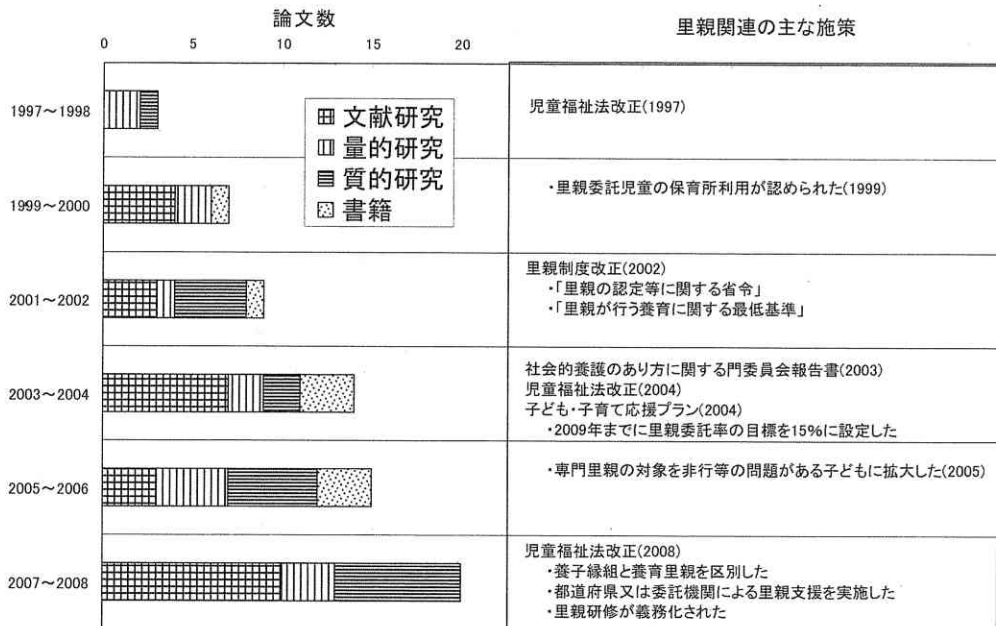 論文数
里親関連の主な施策
0 5 10 15 20
文献研究
量的研究
質的研究
書籍
1997～1998
児童福祉法改正(1997)
1999～2000
・里親委託児童の保育所利用が認められた(1999)
2001～2002
里親制度改正(2002)
・「里親の認定等に関する省令」
・「里親が行う養育に関する最低基準」
2003～2004
社会的養護のあり方に関する門委員会報告書(2003)
児童福祉法改正(2004)
子ども・子育て応援プラン(2004)
・2009年までに里親委託率の目標を15%に設定した
2005～2006
・専門里親の対象を非行等の問題がある子どもに拡大した(2005)
2007～2008
児童福祉法改正(2008)
・養子縁組と養育里親を区別した
・都道府県又は委託機関による里親支援を実施した
・里親研修が義務化された